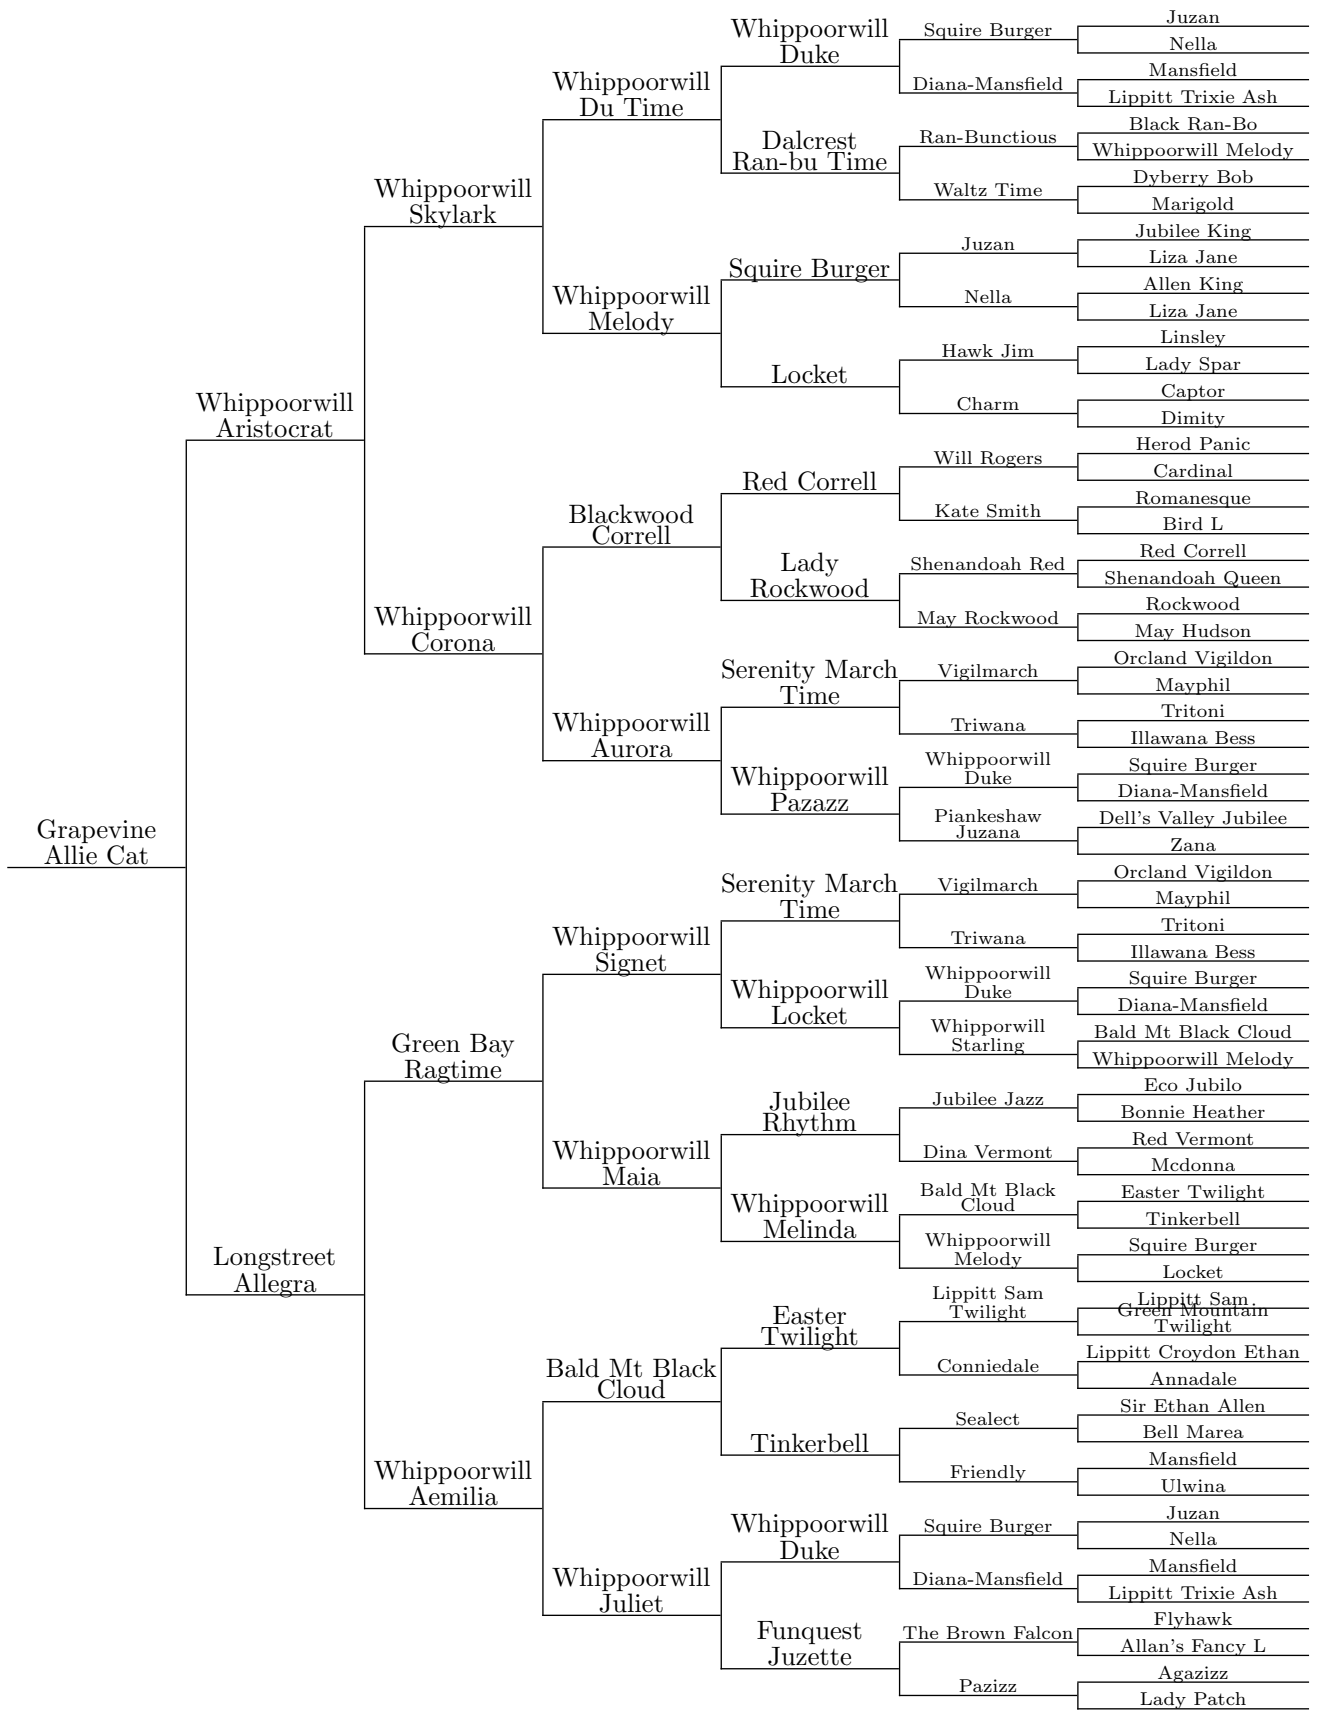 Juzan
Whippoorwill
Duke
Squire Burger
Nella
Whippoorwill
Du Time
Mansfield
Diana-Mansfield
Lippitt Trixie Ash
Dalcrest
Ran-bu Time
Black Ran-Bo
Ran-Bunctious
Whippoorwill Melody
Whippoorwill
Skylark
Dyberry Bob
Waltz Time
Marigold
Jubilee King
Juzan
Liza Jane
Squire Burger
Whippoorwill
Melody
Allen King
Nella
Liza Jane
Linsley
Hawk Jim
Lady Spar
Locket
Whippoorwill
Aristocrat
Captor
Charm
Dimity
Herod Panic
Will Rogers
Cardinal
Red Correll
Romanesque
Kate Smith
Bird L
Blackwood
Correll
Red Correll
Shenandoah Red
Shenandoah Queen
Lady
Rockwood
Whippoorwill
Corona
Rockwood
May Rockwood
May Hudson
Serenity March
Time
Orcland Vigildon
Vigilmarch
Mayphil
Whippoorwill
Aurora
Tritoni
Triwana
Illawana Bess
Whippoorwill
Pazazz
Whippoorwill
Duke
Squire Burger
Diana-Mansfield
Piankeshaw
Juzana
Dell's Valley Jubilee
Zana
Grapevine
Allie Cat
Serenity March
Time
Orcland Vigildon
Vigilmarch
Mayphil
Whippoorwill
Signet
Tritoni
Triwana
Illawana Bess
Whippoorwill
Locket
Whippoorwill
Duke
Squire Burger
Diana-Mansfield
Whipporwill
Starling
Bald Mt Black Cloud
Whippoorwill Melody
Green Bay
Ragtime
Eco Jubilo
Jubilee Jazz
Bonnie Heather
Jubilee
Rhythm
Red Vermont
Dina Vermont
Mcdonna
Whippoorwill
Maia
Bald Mt Black
Cloud
Easter Twilight
Tinkerbell
Whippoorwill
Melinda
Whippoorwill
Melody
Squire Burger
Locket
Longstreet
Allegra
Lippitt Sam
Twilight
Lippitt Sam
Green Mountain
Twilight
Easter
Twilight
Lippitt Croydon Ethan
Conniedale
Annadale
Bald Mt Black
Cloud
Sir Ethan Allen
Sealect
Bell Marea
Tinkerbell
Mansfield
Friendly
Ulwina
Whippoorwill
Aemilia
Juzan
Whippoorwill
Duke
Squire Burger
Nella
Mansfield
Diana-Mansfield
Lippitt Trixie Ash
Whippoorwill
Juliet
Flyhawk
The Brown Falcon
Allan's Fancy L
Funquest
Juzette
Agazizz
Pazizz
Lady Patch